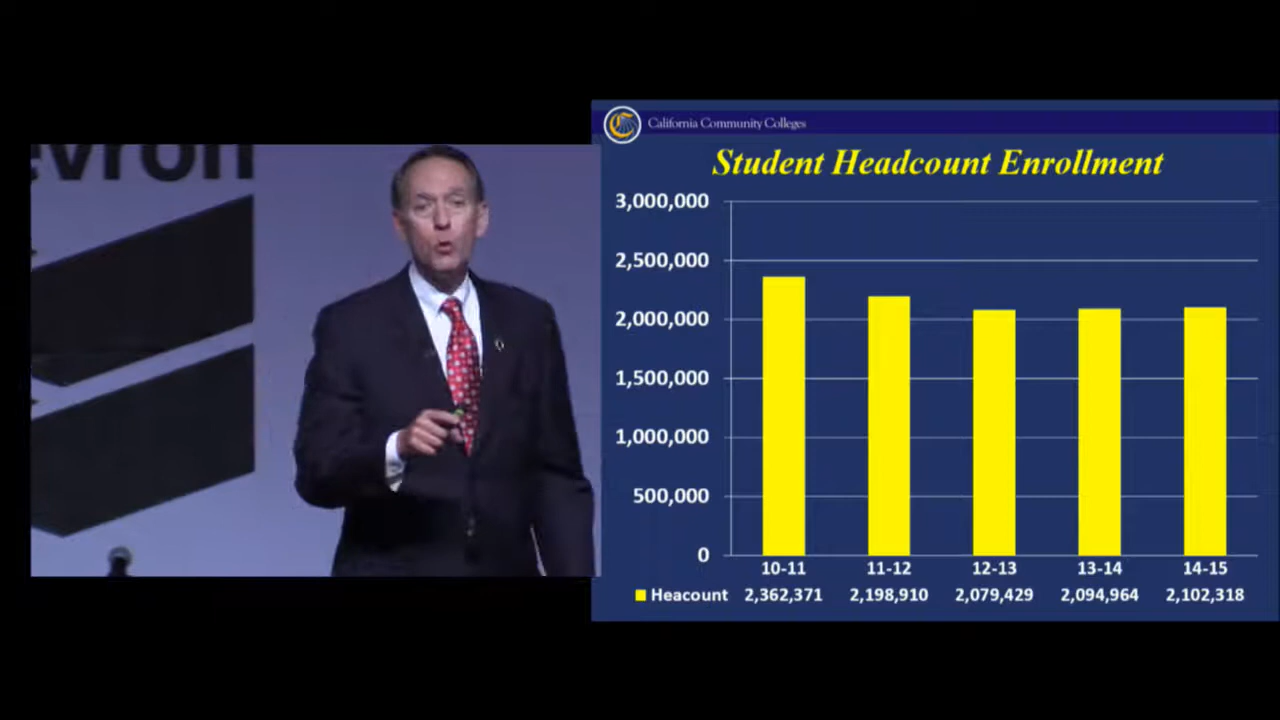 evron
California Community Colleges
Student Headcount Enrollment
3,000,000
2,500,000
2,000,000
1,500,000
1,000,000
500,000
0
10-11 11-12 12-13 13-14 14-15
Heacount 2,362,371 2,198,910 2,079,429 2,094,964 2,102,318